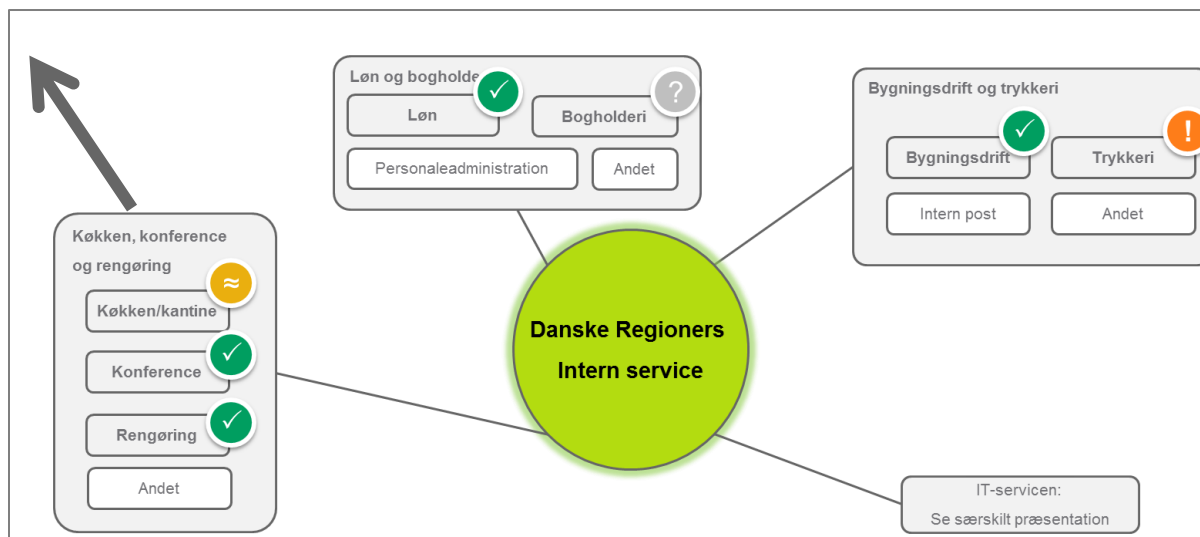 Løn og bogholde
Løn
Bogholderi
?
Personaleadministration
Andet
Bygningsdrift og trykkeri
Bygningsdrift
Trykkeri
!
Intern post
Andet
Køkken, konference
og rengøring
≈
Køkken/kantine
Konference
Rengøring
Andet
Danske Regioners
Intern service
IT-servicen:
Se særskilt præsentation